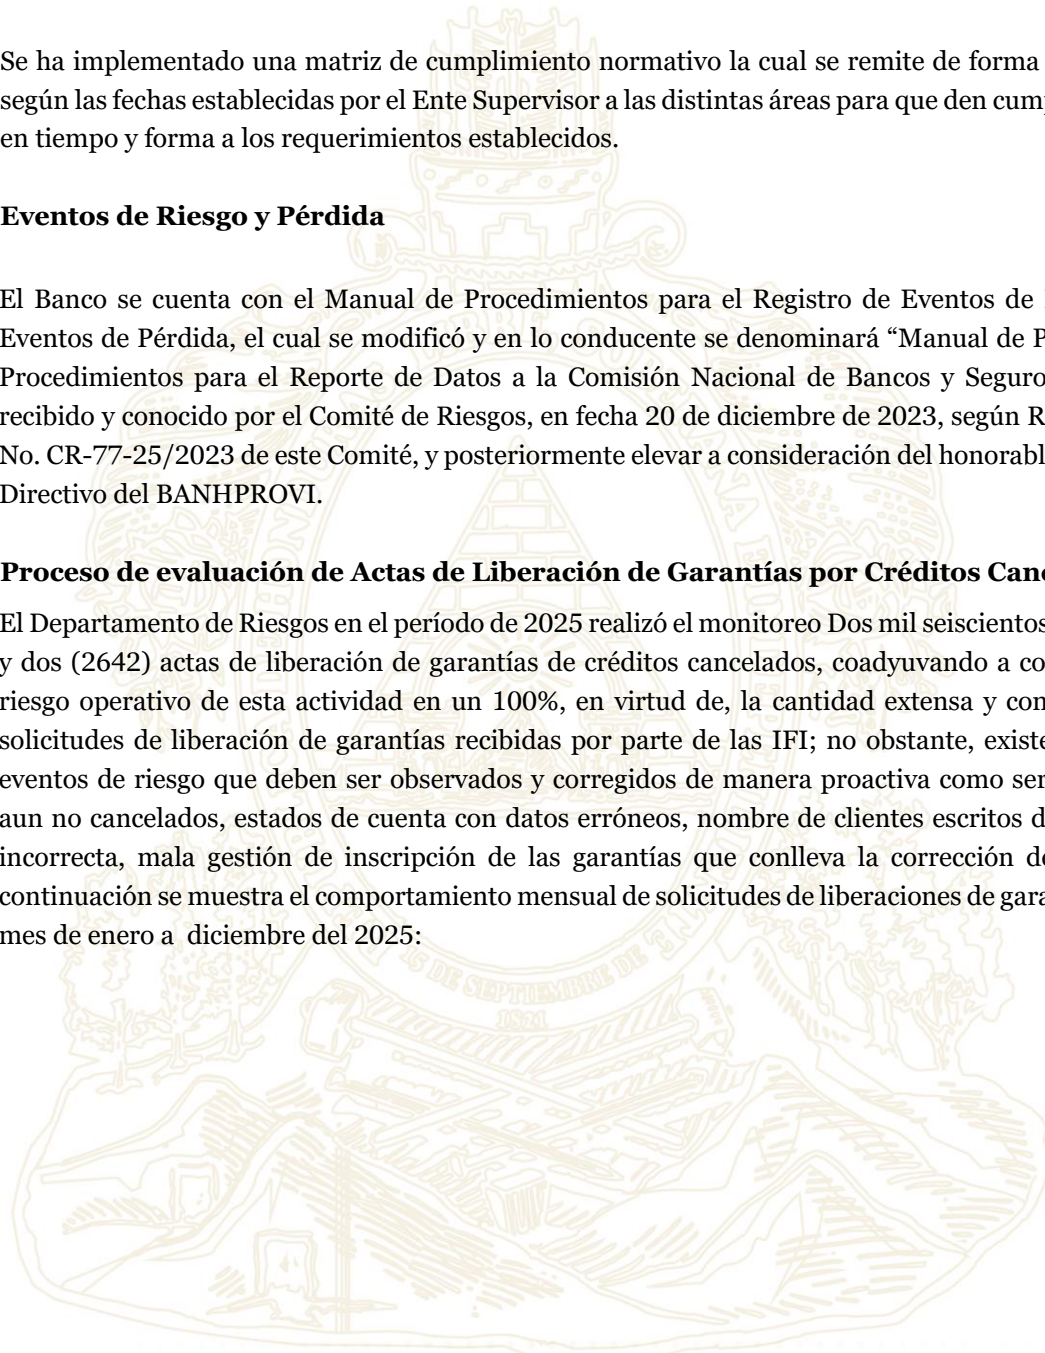 Se ha implementado una matriz de cumplimiento normativo la cual se remite de forma
según las fechas establecidas por el Ente Supervisor a las distintas áreas para que den cump
en tiempo y forma a los requerimientos establecidos.
Eventos de Riesgo y Pérdida
El Banco se cuenta con el Manual de Procedimientos para el Registro de Eventos de
Eventos de Pérdida, el cual se modificó y en lo conducente se denominará “Manual de P
Procedimientos para el Reporte de Datos a la Comisión Nacional de Bancos y Seguro
recibido y conocido por el Comité de Riesgos, en fecha 20 de diciembre de 2023, según R
No. CR-77-25/2023 de este Comité, y posteriormente elevar a consideración del honorabl
Directivo del BANHPROVI.
Proceso de evaluación de Actas de Liberación de Garantías por Créditos Canc
El Departamento de Riesgos en el período de 2025 realizó el monitoreo Dos mil seiscientos
y dos (2642) actas de liberación de garantías de créditos cancelados, coadyuvando a co
riesgo operativo de esta actividad en un 100%, en virtud de, la cantidad extensa y con
solicitudes de liberación de garantías recibidas por parte de las IFI; no obstante, existe
eventos de riesgo que deben ser observados y corregidos de manera proactiva como ser
aun no cancelados, estados de cuenta con datos erróneos, nombre de clientes escritos d
incorrecta, mala gestión de inscripción de las garantías que conlleva la corrección de
continuación se muestra el comportamiento mensual de solicitudes de liberaciones de gara
mes de enero a  diciembre del 2025:
15 DE SEPTIEMBRE DE
1821